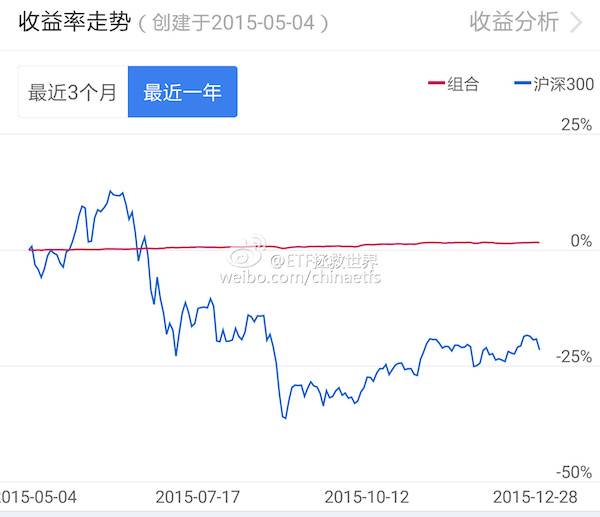 收益率走势（创建于2015-05-04） 收益分析
最近3个月 最近一年 组合 沪深300
25%
0%
@ETF拯救世界
weibo.com/chinaetfs
-25%
-50%
2015-05-04 2015-07-17 2015-10-12 2015-12-28